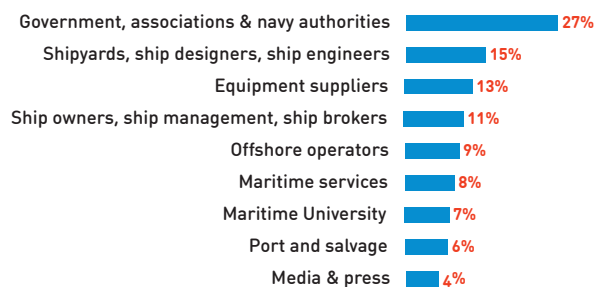 Government, associations & navy authorities 27%
Shipyards, ship designers, ship engineers 15%
Equipment suppliers 13%
Ship owners, ship management, ship brokers 11%
Offshore operators 9%
Maritime services 8%
Maritime University 7%
Port and salvage 6%
Media & press 4%